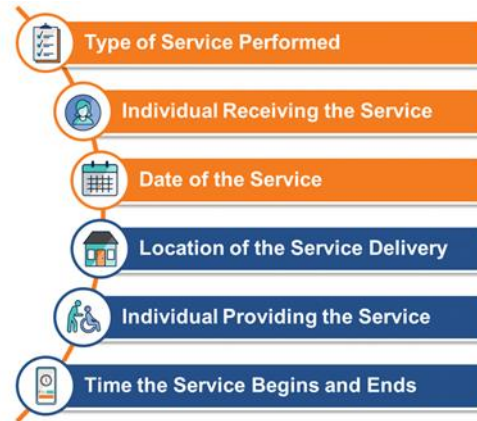 Type of Service Performed
Individual Receiving the Service
Date of the Service
Location of the Service Delivery
Individual Providing the Service
Time the Service Begins and Ends